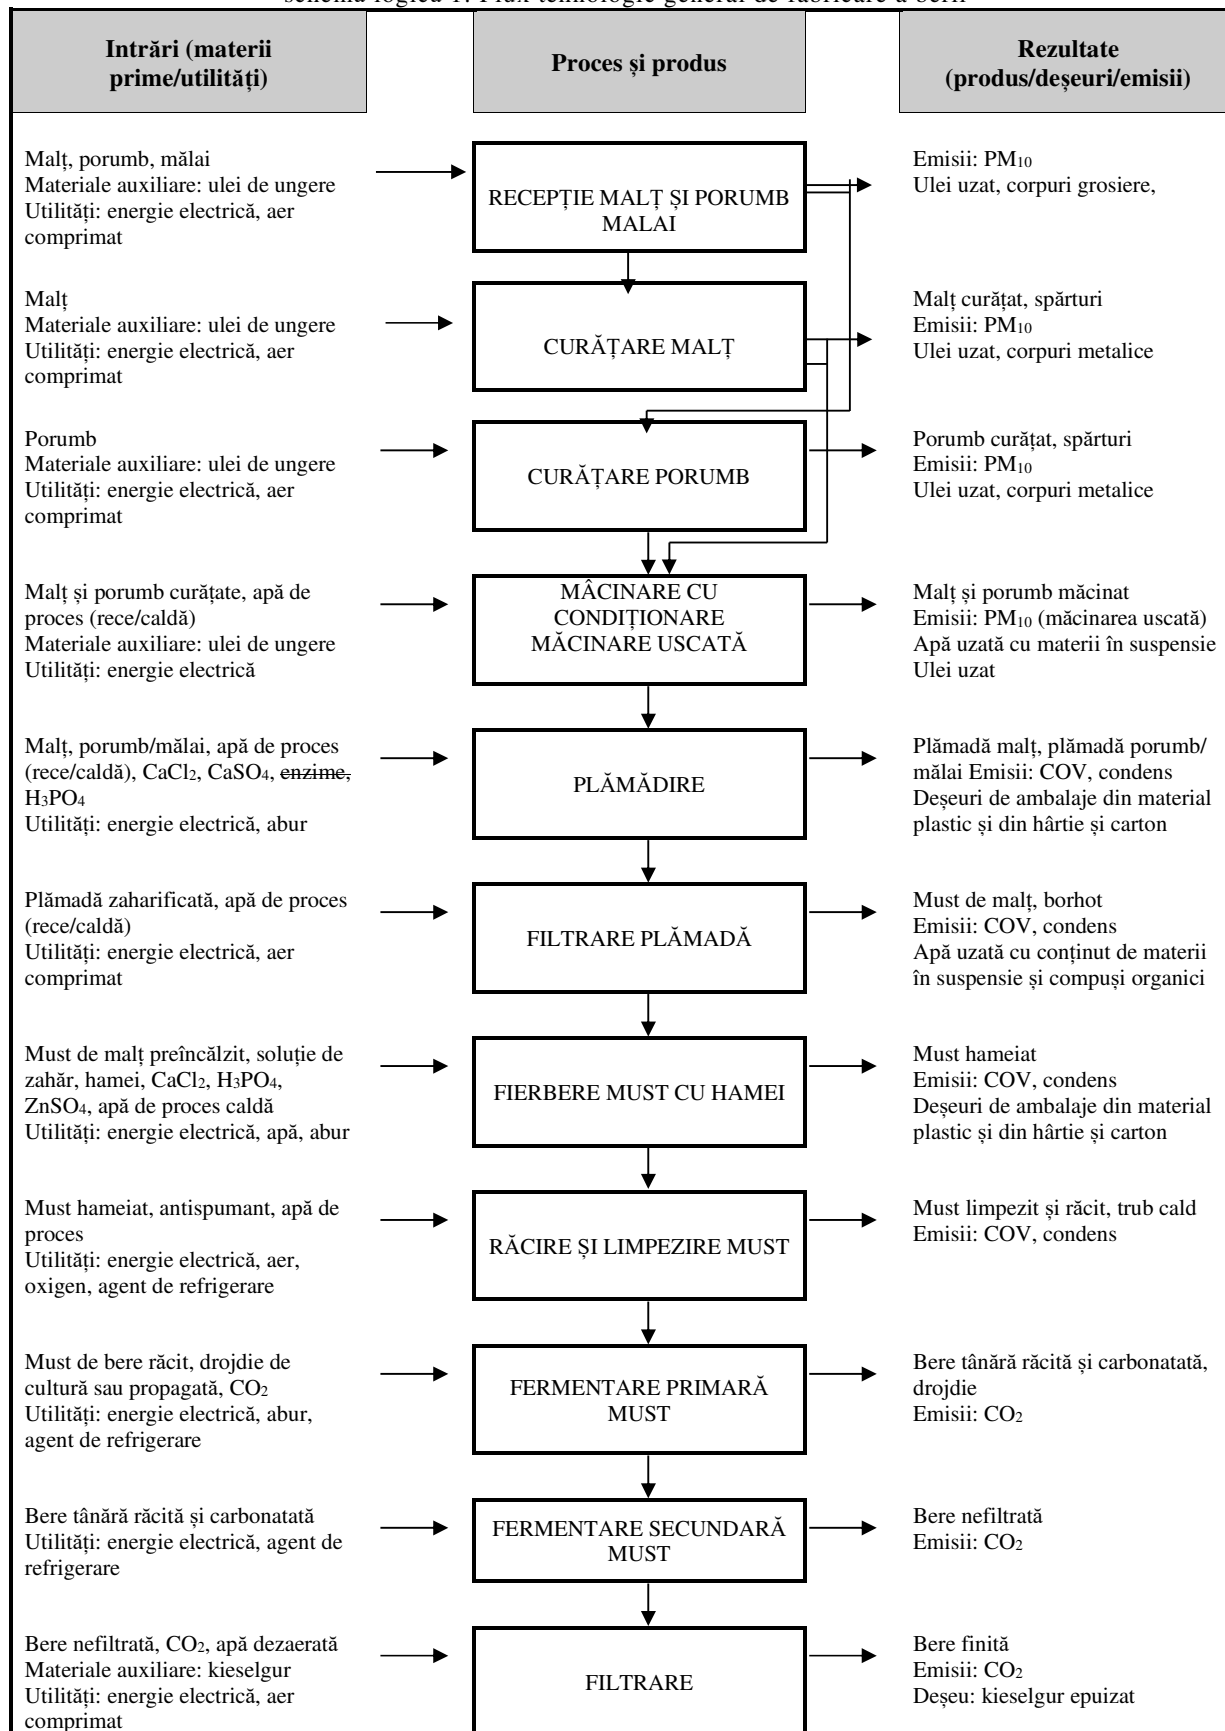 schema logică 1. Flux tehnologic general de fabricare a berii
Intrări (materii
prime/utilități)
Proces și produs
Rezultate
(produs/deșeuri/emisii)
Malț, porumb, mălai
Materiale auxiliare: ulei de ungere
Utilități: energie electrică, aer
comprimat
RECEPȚIE MALȚ ȘI PORUMB
MALAI
Emisii: PM10
Ulei uzat, corpuri grosiere,
Malț
Materiale auxiliare: ulei de ungere
Utilități: energie electrică, aer
comprimat
CURĂȚARE MALȚ
Malț curățat, spărturi
Emisii: PM10
Ulei uzat, corpuri metalice
Porumb
Materiale auxiliare: ulei de ungere
Utilități: energie electrică, aer
comprimat
CURĂȚARE PORUMB
Porumb curățat, spărturi
Emisii: PM10
Ulei uzat, corpuri metalice
Malț și porumb curățate, apă de
proces (rece/caldă)
Materiale auxiliare: ulei de ungere
Utilități: energie electrică
MÂCINARE CU
CONDIȚIONARE
MĂCINARE USCATĂ
Malț și porumb măcinat
Emisii: PM10 (măcinarea uscată)
Apă uzată cu materii în suspensie
Ulei uzat
Malț, porumb/mălai, apă de proces
(rece/caldă), CaCl2, CaSO4, enzime,
H3PO4
Utilități: energie electrică, abur
PLĂMĂDIRE
Plămadă malț, plămadă porumb/
mălai Emisii: COV, condens
Deșeuri de ambalaje din material
plastic și din hârtie și carton
Plămadă zaharificată, apă de proces
(rece/caldă)
Utilități: energie electrică, aer
comprimat
FILTRARE PLĂMADĂ
Must de malț, borhot
Emisii: COV, condens
Apă uzată cu conținut de materii
în suspensie și compuși organici
Must de malț preîncălzit, soluție de
zahăr, hamei, CaCl2, H3PO4,
ZnSO4, apă de proces caldă
Utilități: energie electrică, apă, abur
FIERBERE MUST CU HAMEI
Must hameiat
Emisii: COV, condens
Deșeuri de ambalaje din material
plastic și din hârtie și carton
Must hameiat, antispumant, apă de
proces
Utilități: energie electrică, aer,
oxigen, agent de refrigerare
RĂCIRE ȘI LIMPEZIRE MUST
Must limpezit și răcit, trub cald
Emisii: COV, condens
Must de bere răcit, drojdie de
cultură sau propagată, CO2
Utilități: energie electrică, abur,
agent de refrigerare
FERMENTARE PRIMARĂ
MUST
Bere tânără răcită și carbonatată,
drojdie
Emisii: CO2
Bere tânără răcită și carbonatată
Utilități: energie electrică, agent de
refrigerare
FERMENTARE SECUNDARĂ
MUST
Bere nefiltrată
Emisii: CO2
Bere nefiltrată, CO2, apă dezaerată
Materiale auxiliare: kieselgur
Utilități: energie electrică, aer
comprimat
FILTRARE
Bere finită
Emisii: CO2
Deșeu: kieselgur epuizat